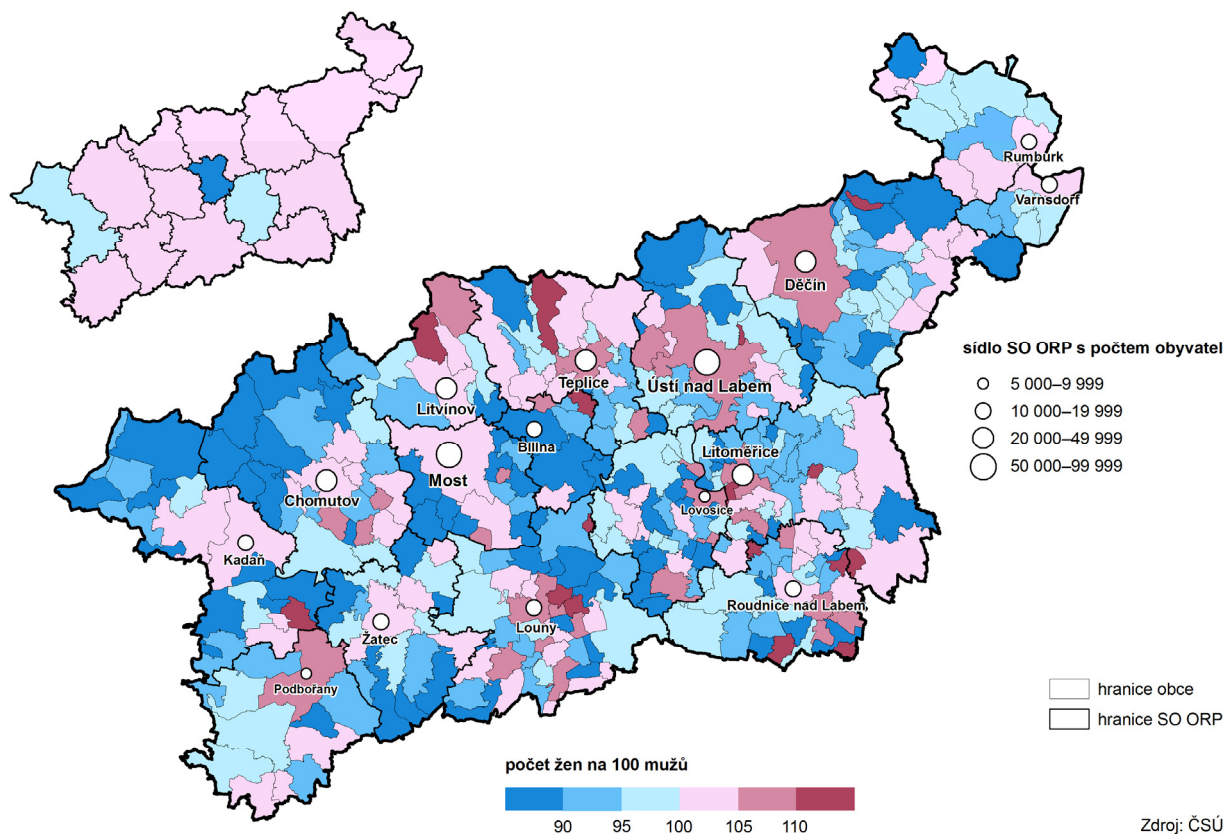 Rumburk
Varnsdorf
Děčín
sídlo SO ORP s počtem obyvatel
5 000–9 999
10 000–19 999
20 000–49 999
50 000–99 999
Teplice
Ústí nad Labem
Litvínov
Bílina
Litoměřice
Most
Chomutov
Lovosice
Kadaň
Roudnice nad Labem
Louny
Žatec
Podbořany
hranice obce
hranice SO ORP
počet žen na 100 mužů
90 95 100 105 110
Zdroj: ČSÚ